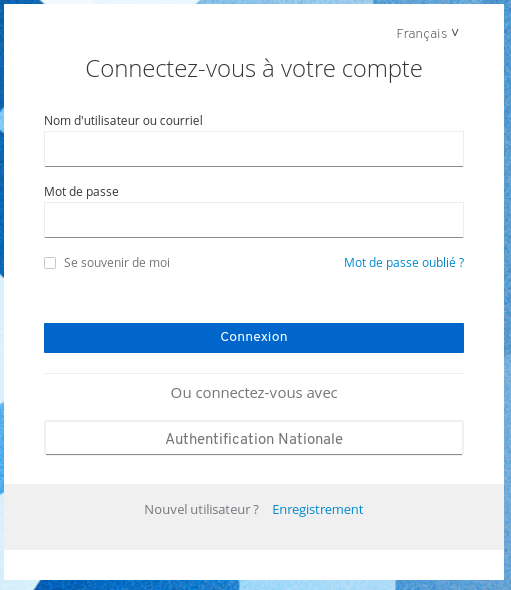 Français
Connectez-vous à votre compte
Nom d'utilisateur ou courriel
Mot de passe
Se souvenir de moi Mot de passe oublié ?
Connexion
Ou connectez-vous avec
Authentification Nationale
Nouvel utilisateur ? Enregistrement